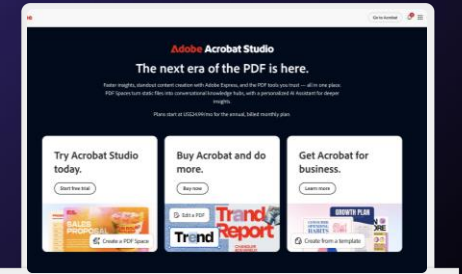 Go to Acrobat
Adobe Acrobat Studio
The next era of the PDF is here.
Faster insights, standout content creation with Adobe Express, and the PDF tools you trust — all in one place.
PDF Spaces turn static files into conversational knowledge hubs, with a personalized AI Assistant for deeper
insights.
Plans start at US$24.99/mo for the annual, billed monthly plan
Try Acrobat Studio
today.
Start free trial
SALES
PROPOSAL
Create a PDF Space
Buy Acrobat and do
more.
Buy now
Edit a PDF
Trand
Trend
Report
Get Acrobat for
business.
Learn more
GROWTH PLAN
HABITS
Create from a template